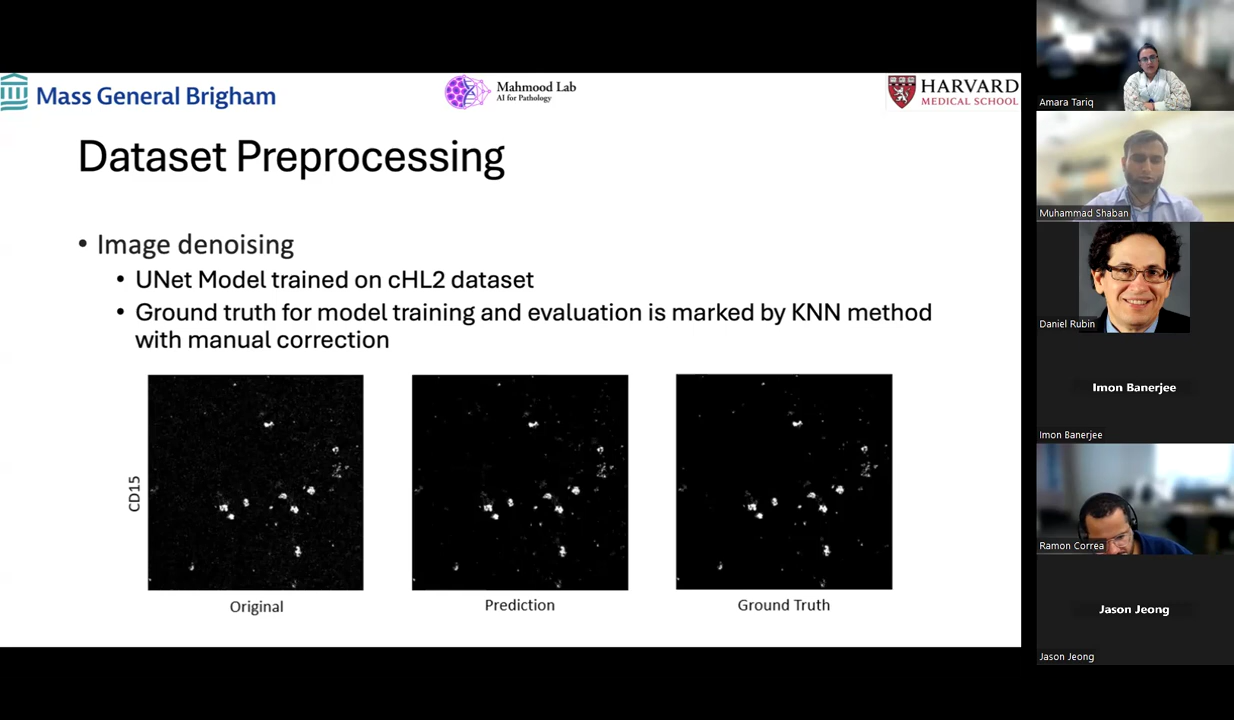 Mass General Brigham
Mahmood Lab
AI for Pathology
HARVARD
MEDICAL SCHOOL
Dataset Preprocessing
• Image denoising
• UNet Model trained on cHL2 dataset
• Ground truth for model training and evaluation is marked by KNN method
with manual correction
CD15
Original
Prediction
Ground Truth
Amara Tariq
Muhammad Shaban
Daniel Rubin
Imon Banerjee
Imon Banerjee
Ramon Correa
Jason Jeong
Jason Jeong